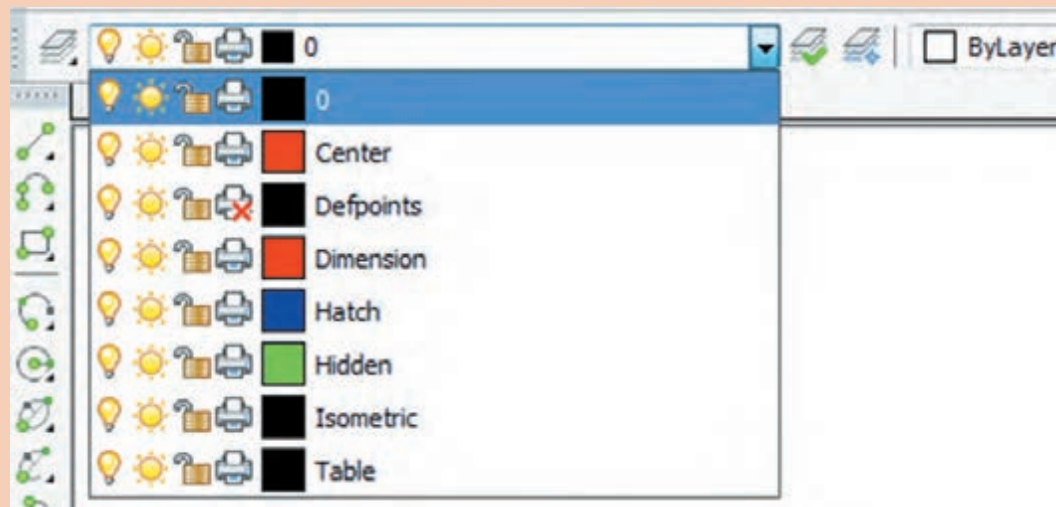 0
ByLayer
0
Center
Defpoints
Dimension
Hatch
Hidden
Isometric
Table